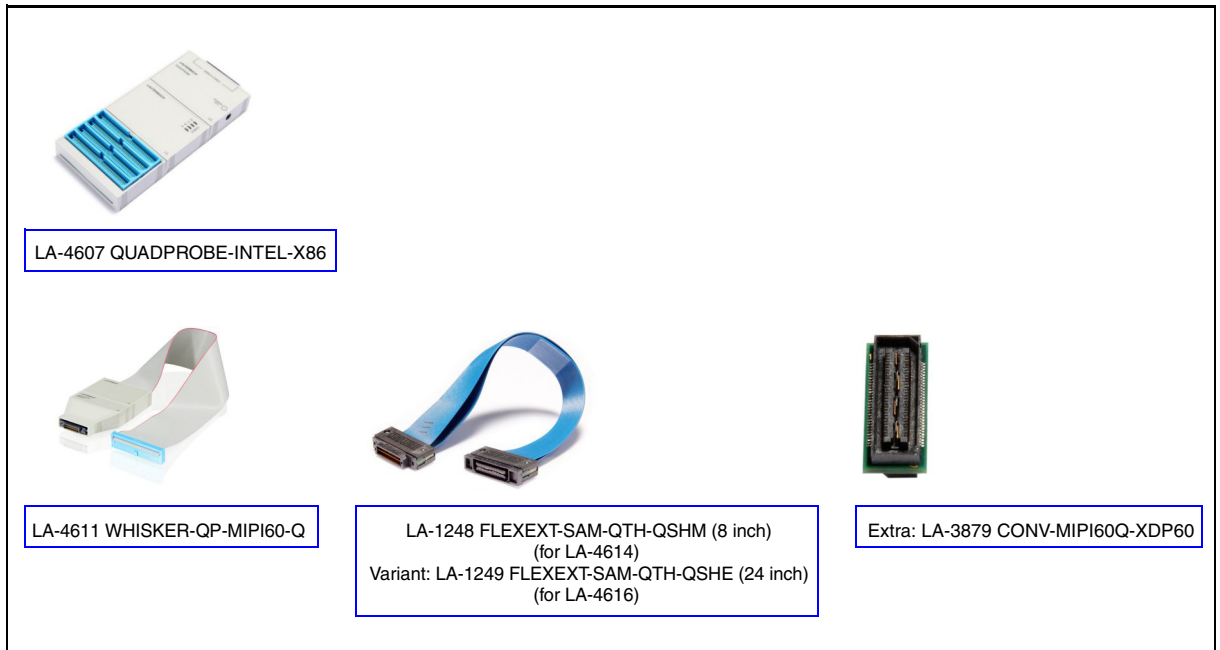 LA-4607 QUADPROBE-INTEL-X86
LA-4611 WHISKER-QP-MIPI60-Q
LA-1248 FLEXEXT-SAM-QTH-QSHM (8 inch)
(for LA-4614)
Variant: LA-1249 FLEXEXT-SAM-QTH-QSHE (24 inch)
(for LA-4616)
Extra: LA-3879 CONV-MIPI60Q-XDP60